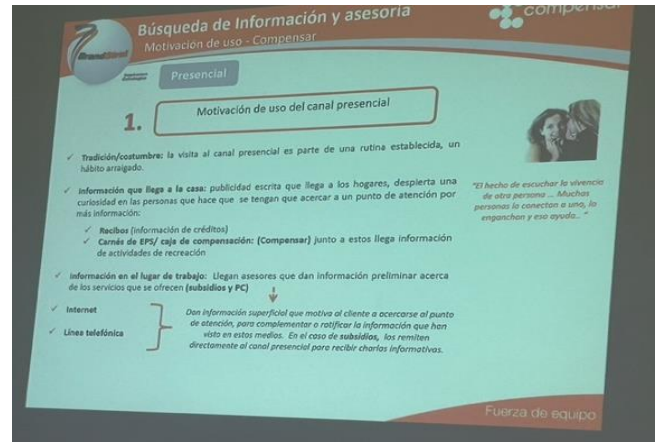 Búsqueda de Información y asesoría
Motivación de uso - Compensar
compensar
Presencial
1.
Motivación de uso del canal presencial
✓ Tradición/costumbre: la visita al canal presencial es parte de una rutina establecida, un
hábito arraigado.
✓ Información que llega a la casa: publicidad escrita que llega a los hogares, despierta una
curiosidad en las personas que hace que se tengan que acercar a un punto de atención por
más información:
✓ Recibos (información de créditos)
✓ Carnés de EPS/ caja de compensación: (Compensar) junto a estos llega información
de actividades de recreación
✓ Información en el lugar de trabajo: Llegan asesores que dan información preliminar acerca
de los servicios que se ofrecen (subsidios y PC)
✓ Internet
✓ Línea telefónica
Dan información superficial que motiva al cliente a acercarse al punto
de atención, para complementar o ratificar la información que han
visto en estos medios. En el caso de subsidios, los remiten
directamente al canal presencial para recibir charlas informativas.
"El hecho de escuchar la vivencia
de otra persona ... Muchas
personas lo conectan a uno, lo
enganchan y eso ayuda.. "
Fuerza de equipo